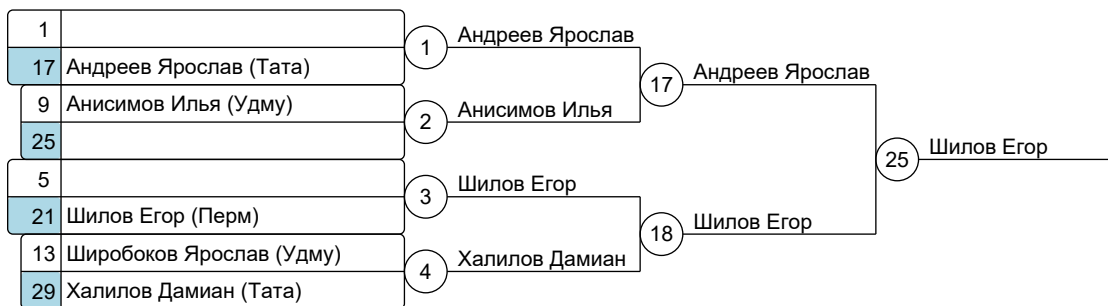 1
Андреев Ярослав
1
17 Андреев Ярослав (Тата)
Андреев Ярослав
17
9 Анисимов Илья (Удму)
Анисимов Илья
2
25
Шилов Егор
25
5
Шилов Егор
3
21 Шилов Егор (Перм)
Шилов Егор
18
13 Широбоков Ярослав (Удму)
Халилов Дамиан
4
29 Халилов Дамиан (Тата)